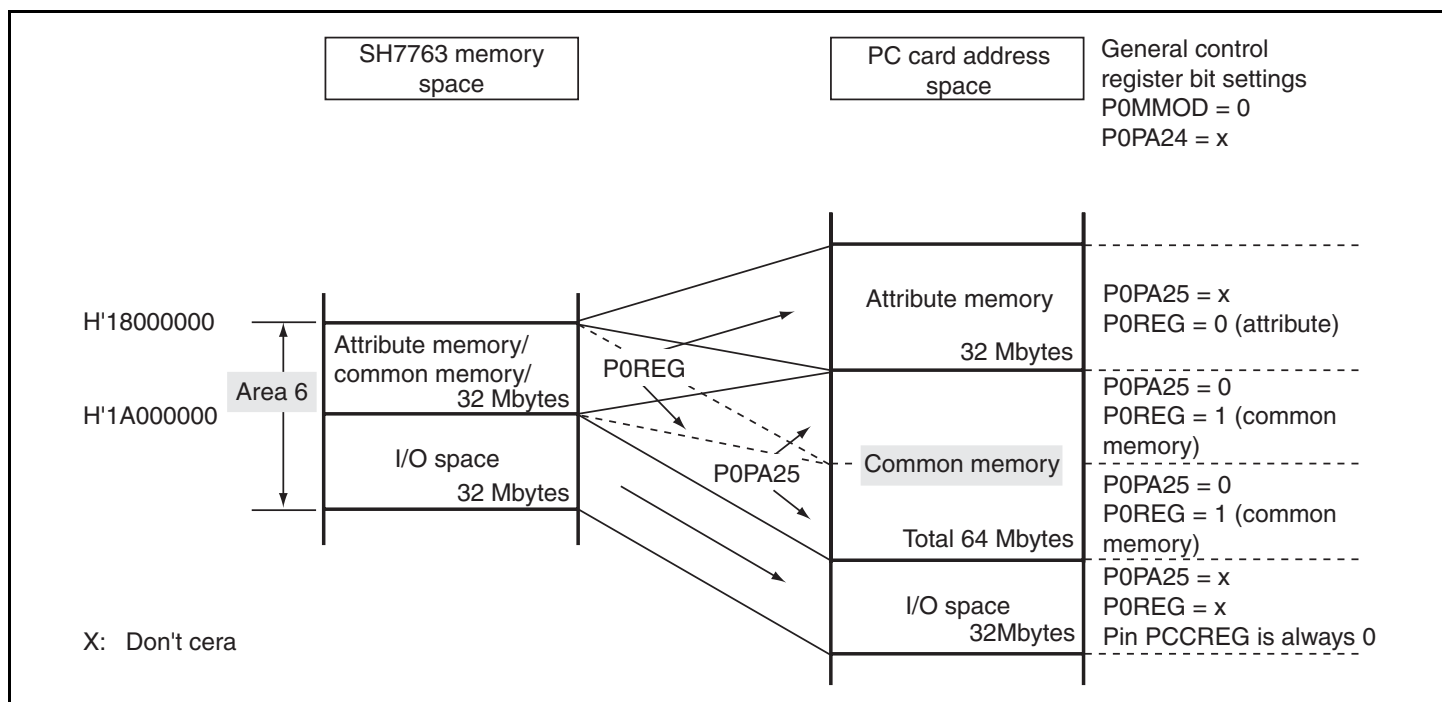 SH7763 memory
space
PC card address
space
General control
register bit settings
P0MMOD = 0
P0PA24 = x
H'18000000
Area 6
H'1A000000
Attribute memory/
common memory/
32 Mbytes
I/O space
32 Mbytes
P0REG
P0PA25
Attribute memory
32 Mbytes
Common memory
Total 64 Mbytes
I/O space
32Mbytes
P0PA25 = x
P0REG = 0 (attribute)
P0PA25 = 0
P0REG = 1 (common
memory)
P0PA25 = 0
P0REG = 1 (common
memory)
P0PA25 = x
P0REG = x
Pin PCCREG is always 0
X: Don't cera